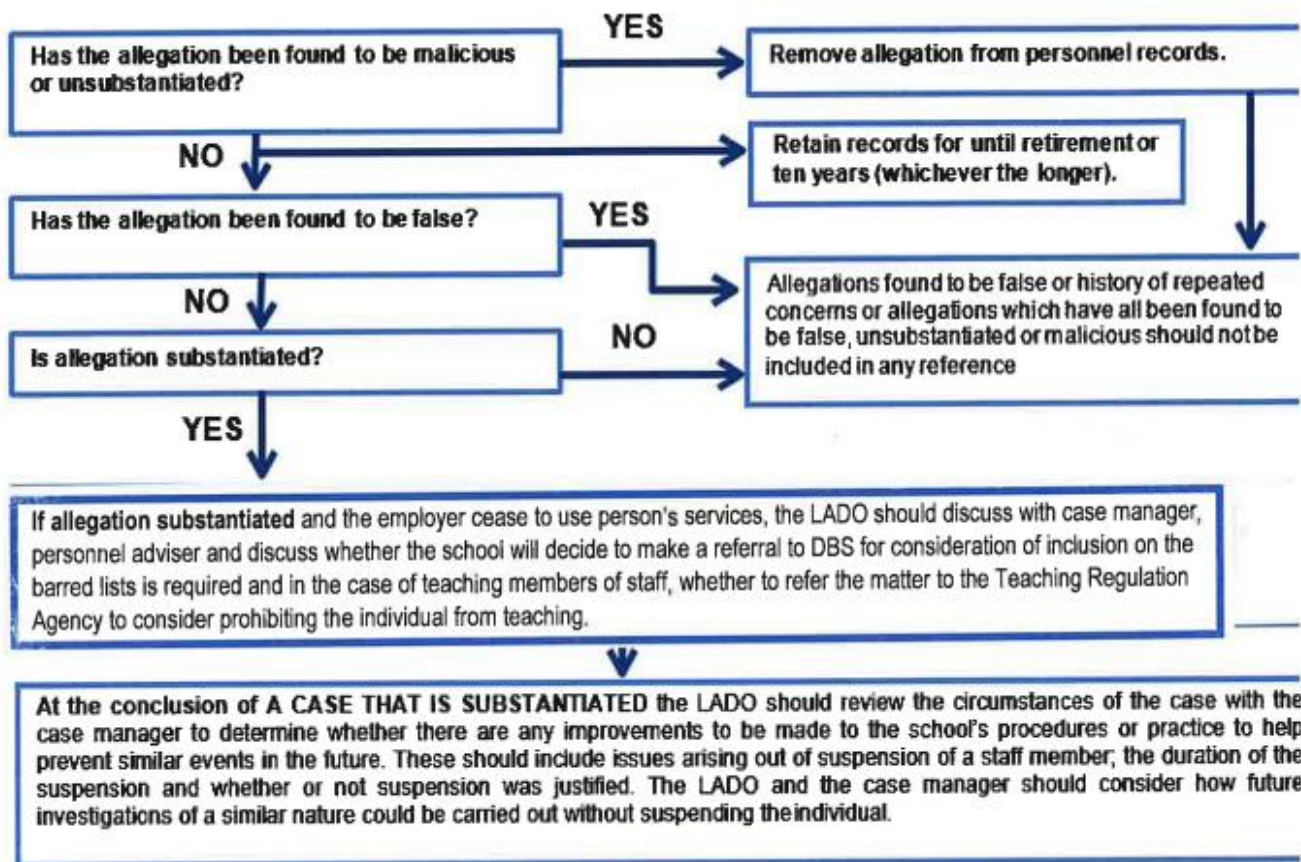 YES
Has the allegation been found to be malicious
or unsubstantiated?
Remove allegation from personnel records.
NO
Retain records for until retirement or
ten years (whichever the longer).
Has the allegation been found to be false?
YES
NO
Allegations found to be false or history of repeated
concerns or allegations which have all been found to
be false, unsubstantiated or malicious should not be
included in any reference
NO
Is allegation substantiated?
YES
If allegation substantiated and the employer cease to use person's services, the LADO should discuss with case manager,
personnel adviser and discuss whether the school will decide to make a referral to DBS for consideration of inclusion on the
barred lists is required and in the case of teaching members of staff, whether to refer the matter to the Teaching Regulation
Agency to consider prohibiting the individual from teaching.
At the conclusion of A CASE THAT IS SUBSTANTIATED the LADO should review the circumstances of the case with the
case manager to determine whether there are any improvements to be made to the school's procedures or practice to help
prevent similar events in the future. These should include issues arising out of suspension of a staff member; the duration of the
suspension and whether or not suspension was justified. The LADO and the case manager should consider how future
investigations of a similar nature could be carried out without suspending the individual.